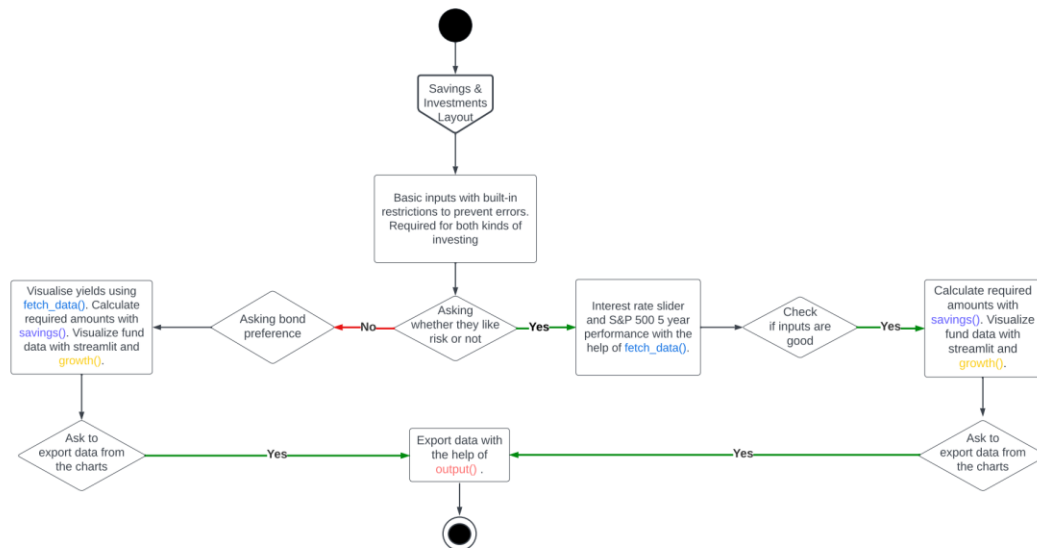 Savings &
Investments
Layout
Basic inputs with built-in
restrictions to prevent errors.
Required for both kinds of
investing
Visualise yields using
fetch_data(). Calculate
required amounts with
savings(). Visualize fund
data with streamlit and
growth().
Asking bond
preference
No
Asking
whether they like
risk or not
Yes
Interest rate slider
and S&P 500 5 year
performance with the
help of fetch_data().
Check
if inputs are
good
Yes
Calculate required
amounts with
savings(). Visualize
fund data with
streamlit and
growth().
Ask to
export data from
the charts
Yes
Export data with
the help of
output() .
Yes
Ask to
export data from
the charts